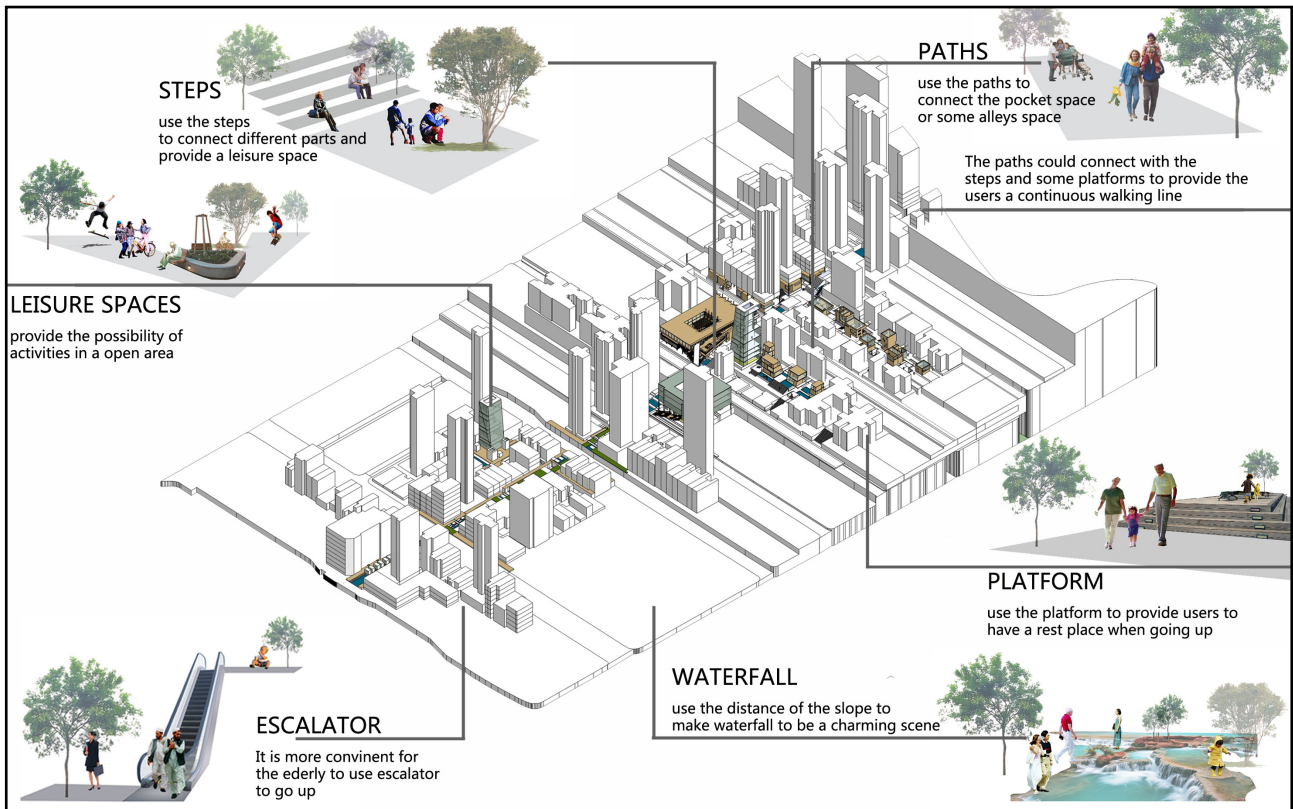 STEPS
use the steps
to connect different parts and
provide a leisure space
PATHS
use the paths to
connect the pocket space
or some alleys space
The paths could connect with the
steps and some platforms to provide the
users a continuous walking line
LEISURE SPACES
provide the possibility of
activities in a open area
PLATFORM
use the platform to provide users to
have a rest place when going up
WATERFALL
use the distance of the slope to
make waterfall to be a charming scene
ESCALATOR
It is more convinent for
the ederly to use escalator
to go up